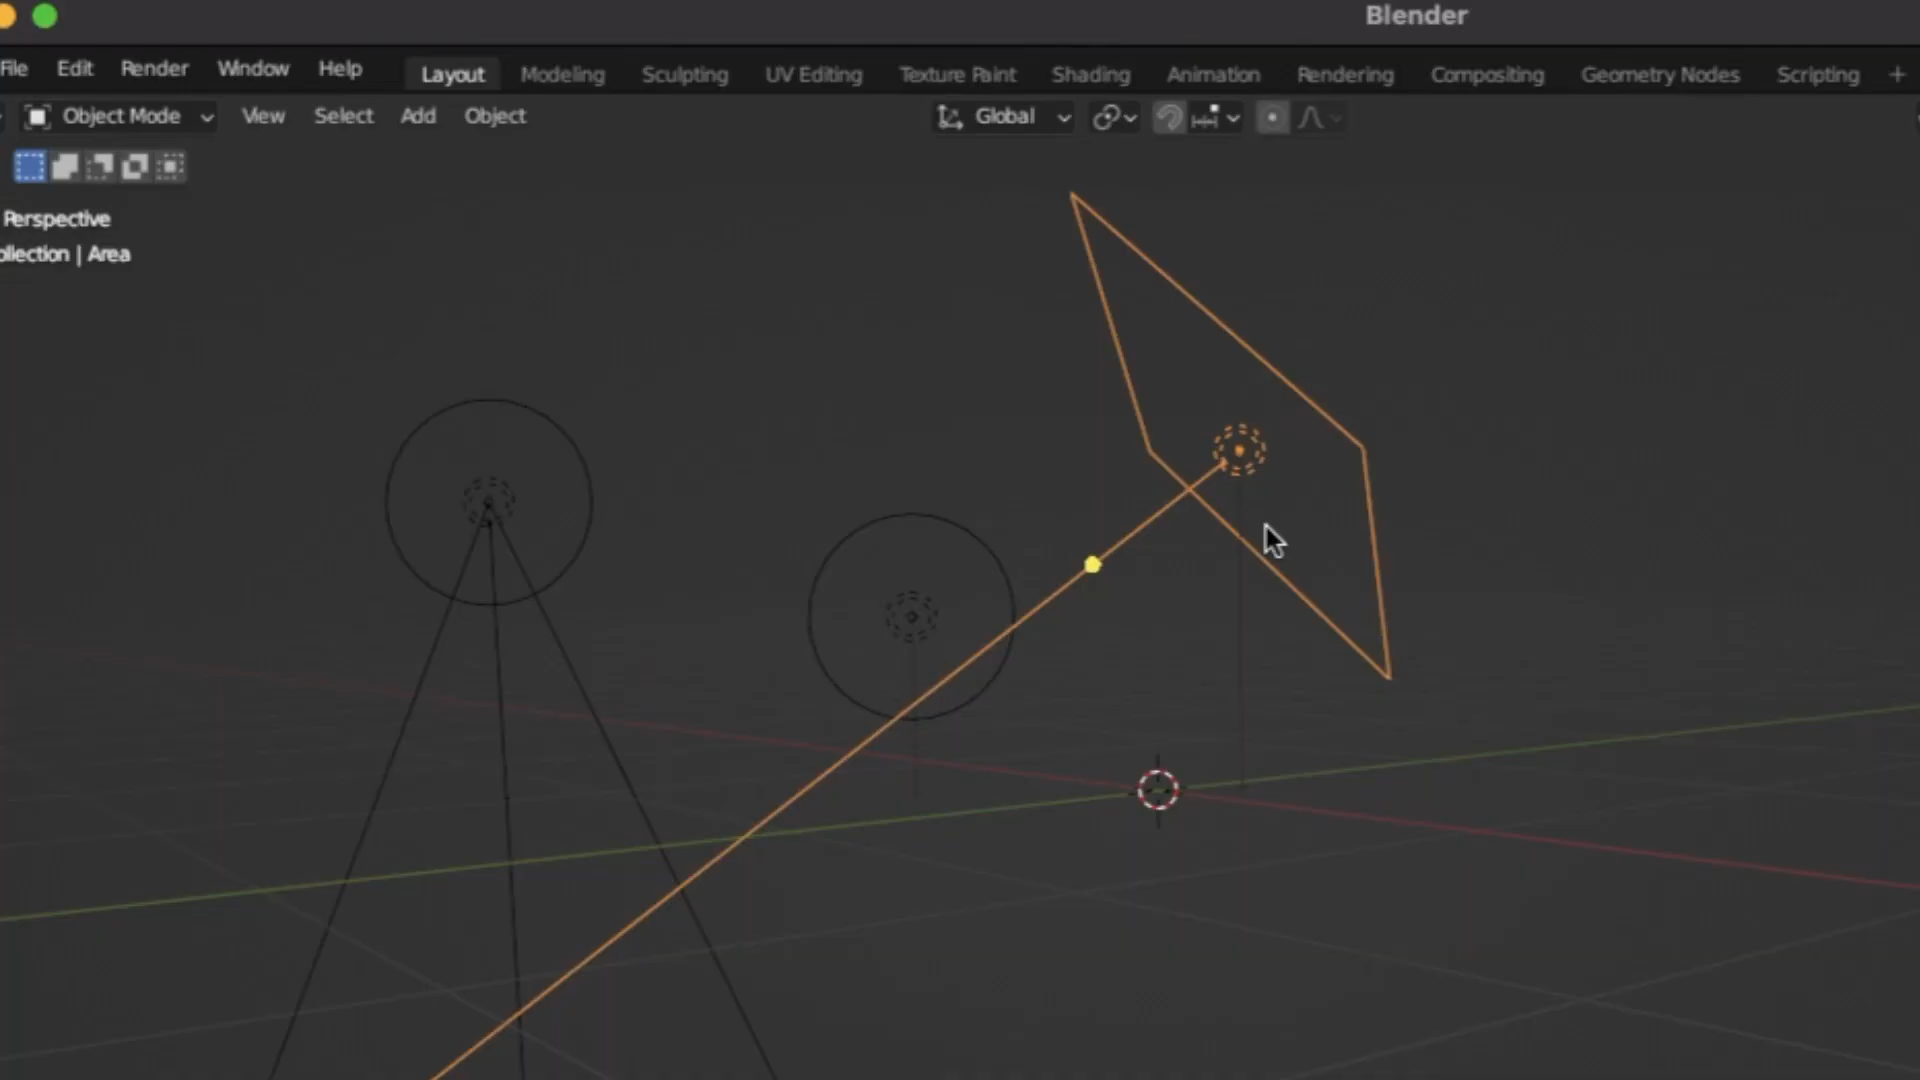 Blender
File Edit Render Window Help Layout Modeling Sculpting UV Editing Texture Paint Shading Animation Rendering Compositing Geometry Nodes Scripting +
Object Mode View Select Add Object Global
Perspective
ollection | Area